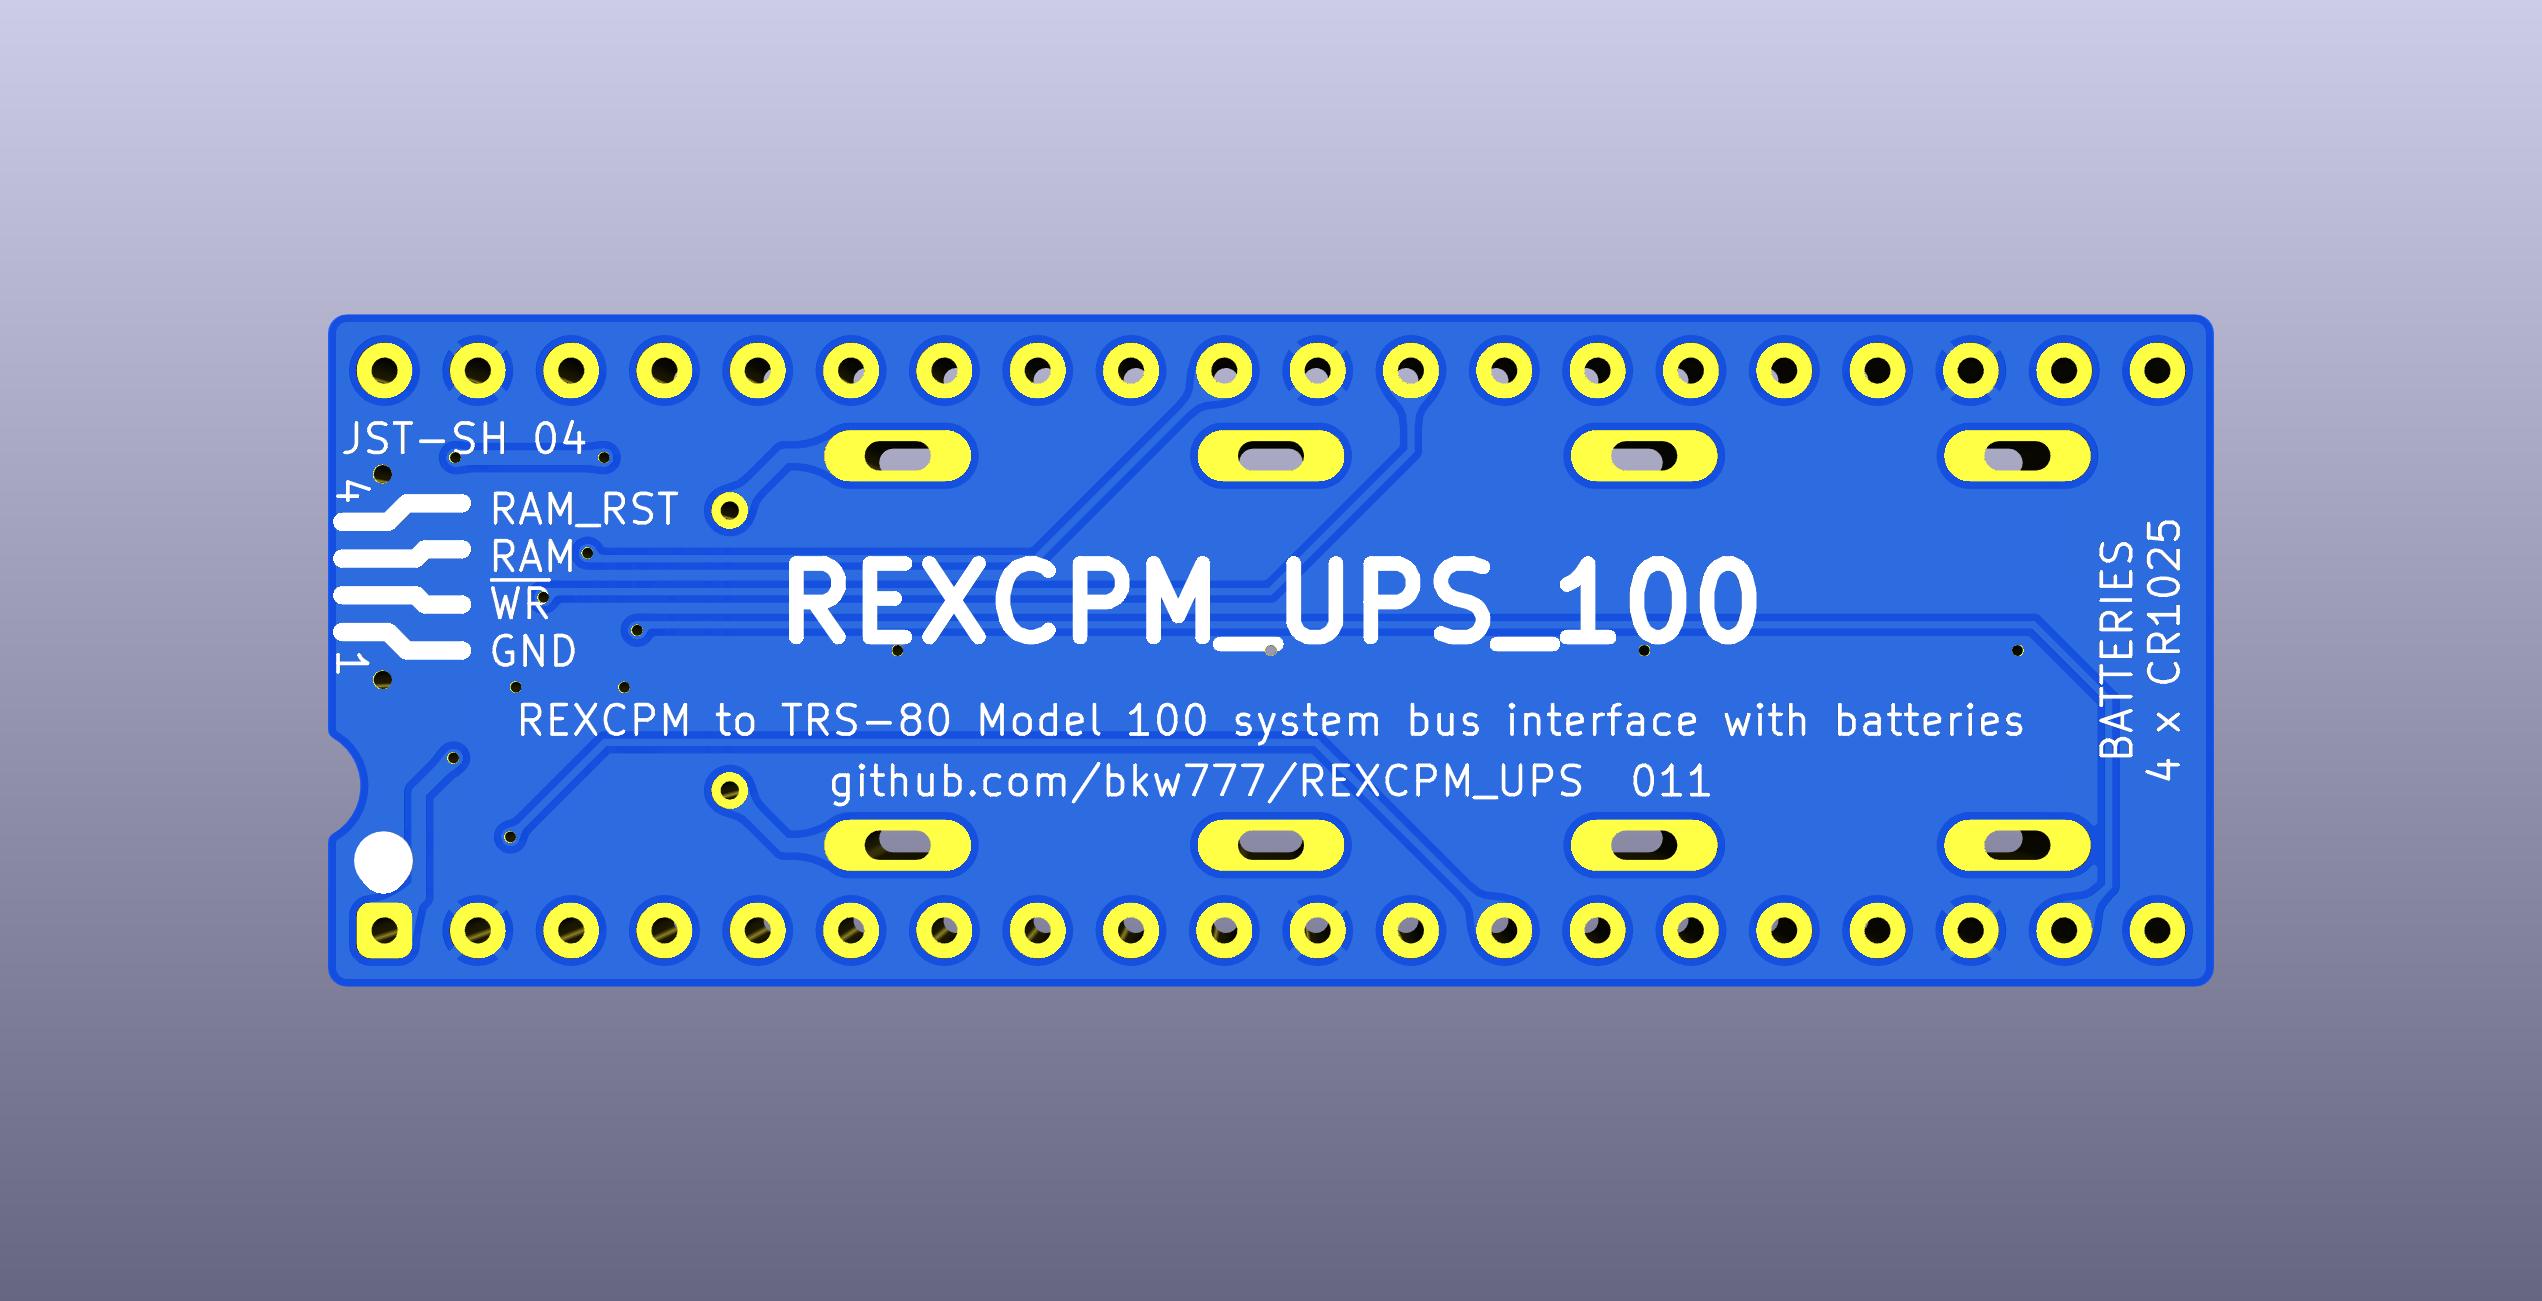 JST-SH 04
4
RAM_RST
RAM
WR
GND
1
REXCPM_UPS_100
REXCPM to TRS-80 Model 100 system bus interface with batteries
github.com/bkw777/REXCPM_UPS 011
BATTERIES
4 x CR1025